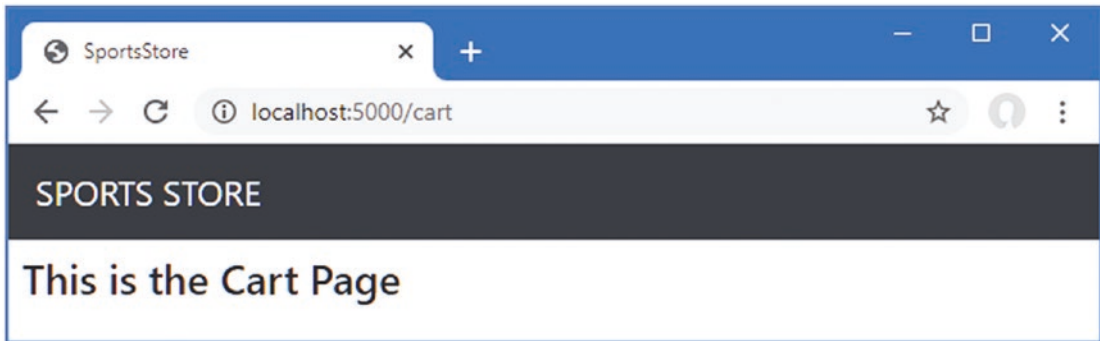 SportsStore
localhost:5000/cart
SPORTS STORE
This is the Cart Page